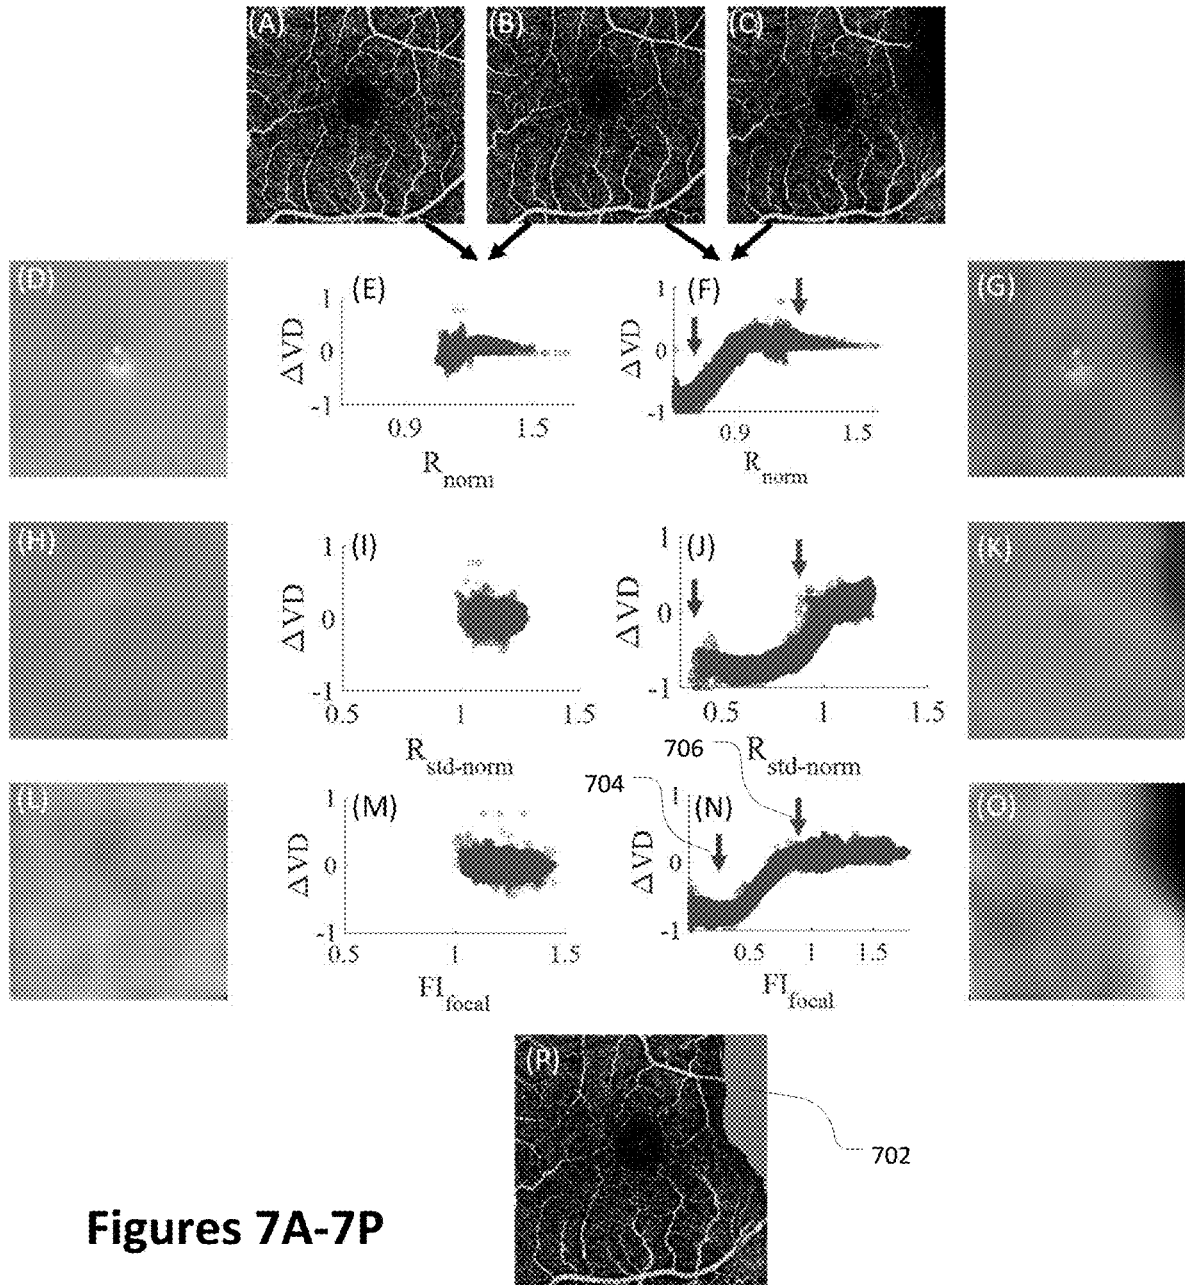 (A) (B) (C)
(D)
1 (E)
ΔVD
0
-1
0.9 1.5
R_norm
1 (F)
ΔVD
0
-1
0.9 1.5
R_norm
(G)
(H)
1 (I)
ΔVD
0
-1
0.5 1 1.5
R_std-norm
1 (J)
ΔVD
0
-1
0.5 1 1.5
R_std-norm
(K)
706
704
(L)
1 (M)
ΔVD
0
-1
0.5 1 1.5
FI_focal
1 (N)
ΔVD
0
-1
0.5 1 1.5
FI_focal
(O)
(P)
702
Figures 7A-7P